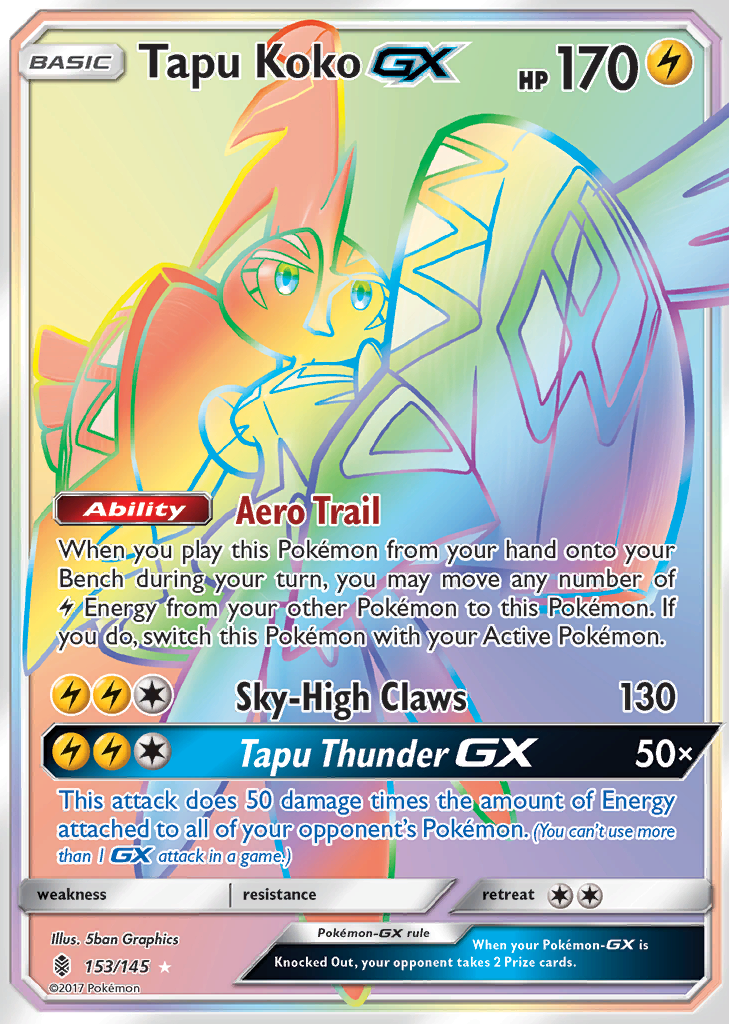 BASIC Tapu Koko GX HP 170
Ability Aero Trail
When you play this Pokémon from your hand onto your
Bench during your turn, you may move any number of
Energy from your other Pokémon to this Pokémon. If
you do, switch this Pokémon with your Active Pokémon.
Sky-High Claws 130
Tapu Thunder GX 50×
This attack does 50 damage times the amount of Energy
attached to all of your opponent's Pokémon. (You can't use more
than 1 GX attack in a game.)
weakness resistance retreat
Illus. 5ban Graphics
153/145
©2017 Pokémon
Pokémon-GX rule
When your Pokémon-GX is
Knocked Out, your opponent takes 2 Prize cards.